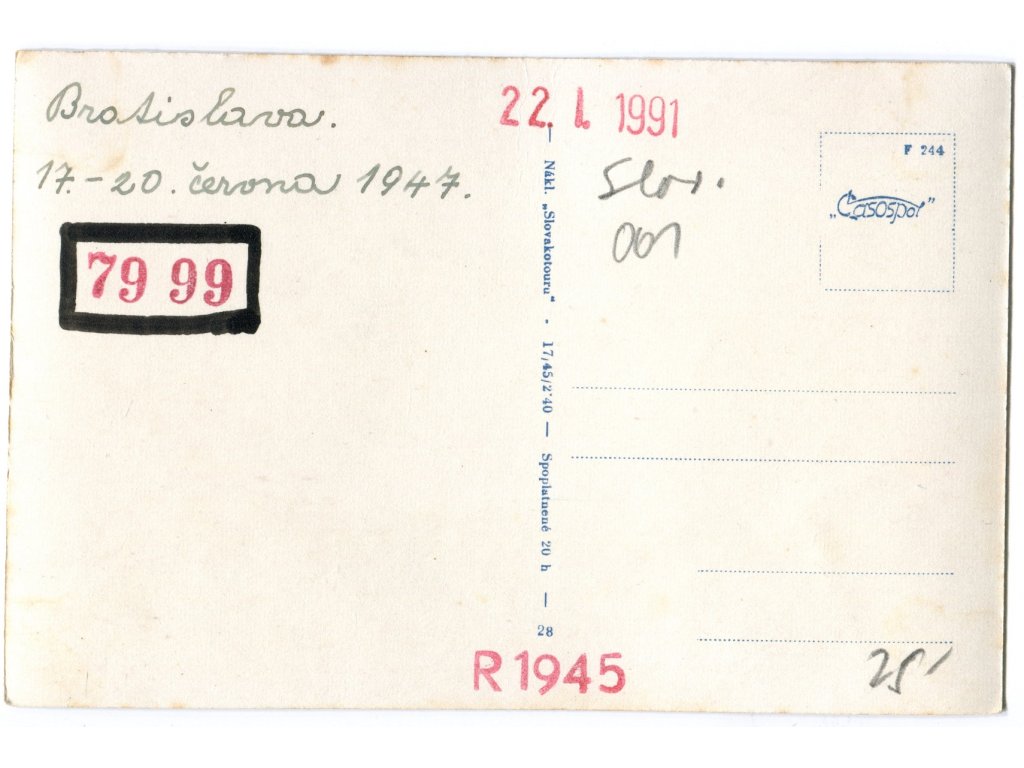 Bratislava.
17.-20. června 1947.
79 99
22. I. 1991
Slov.
001
F 244
„Časospol"
Nákl. „Slovakotouru" · 17/45/2'40 — Spoplatnené 20 h — 28
R 1945
25'